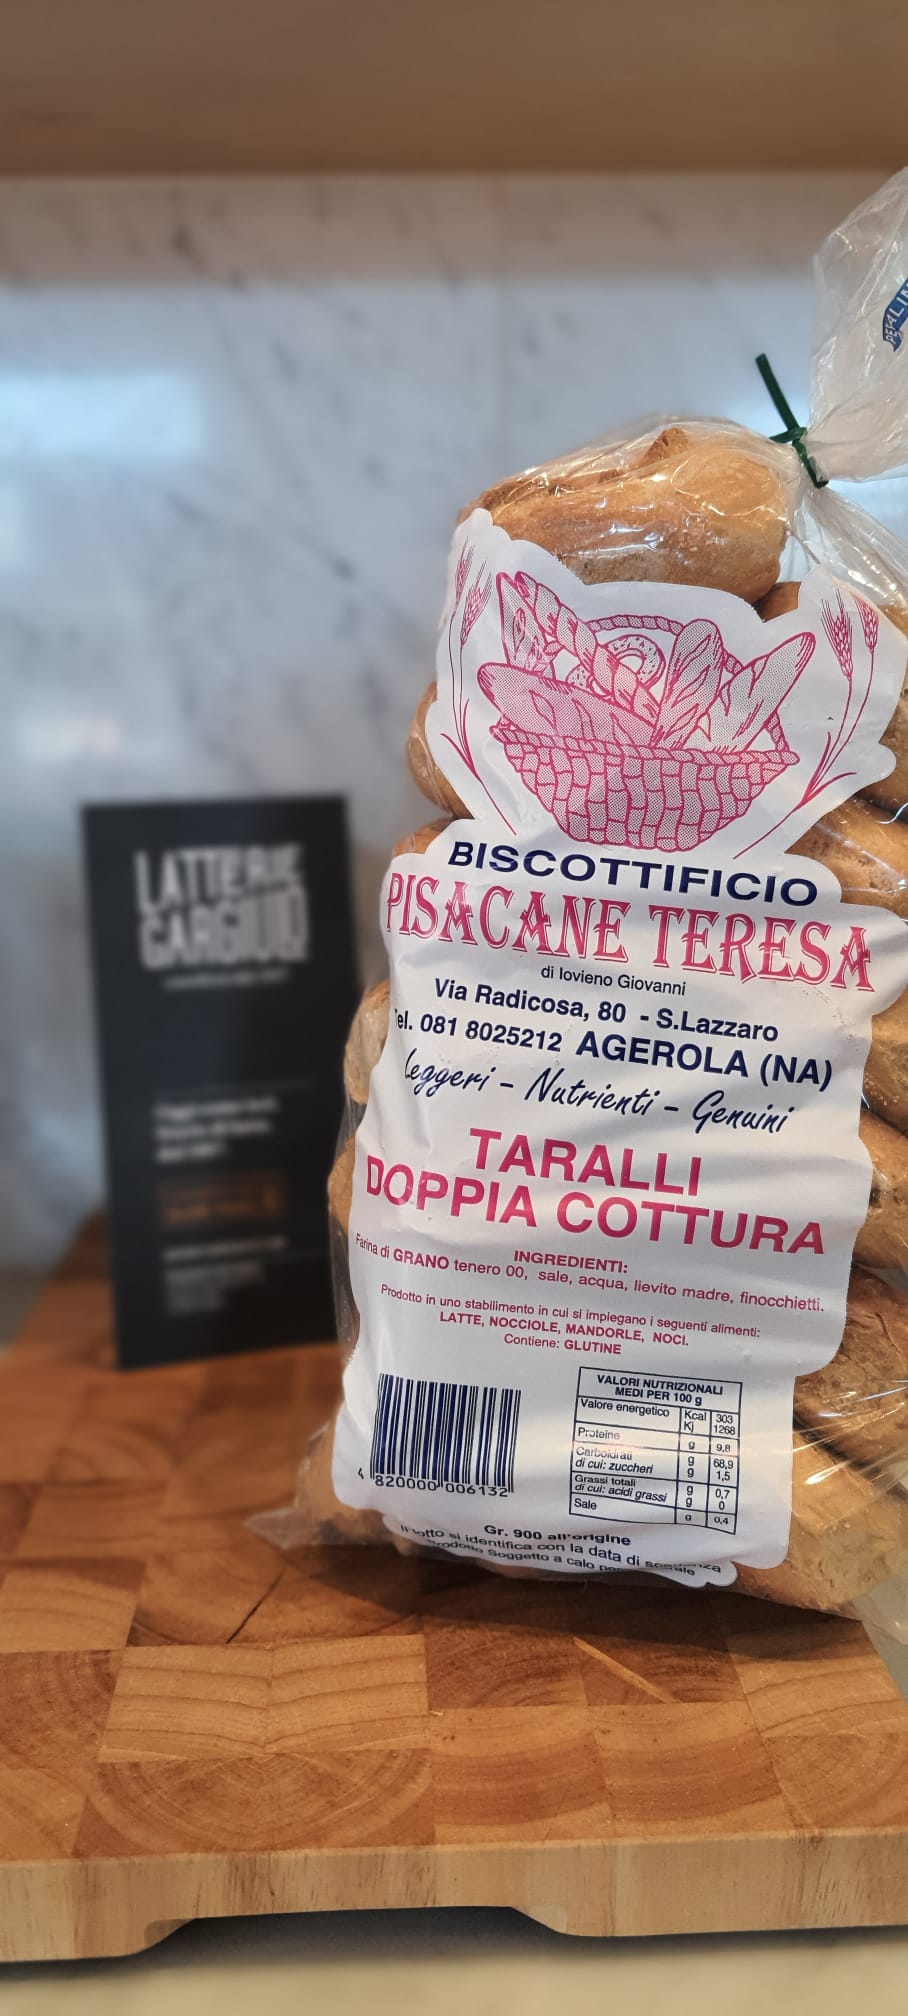 LATTERIE
GARGIULO
BISCOTTIFICIO
PISACANE TERESA
di Iovieno Giovanni
Via Radicosa, 80 - S.Lazzaro
Tel. 081 8025212 AGEROLA (NA)
Leggeri - Nutrienti - Genuini
TARALLI
DOPPIA COTTURA
INGREDIENTI:
Farina di GRANO tenero 00, sale, acqua, lievito madre, finocchietti.
Prodotto in uno stabilimento in cui si impiegano i seguenti alimenti:
LATTE, NOCCIOLE, MANDORLE, NOCI.
Contiene: GLUTINE
VALORI NUTRIZIONALI
MEDI PER 100 g
Valore energetico Kcal 303
Kj 1268
Proteine g 9,8
Carboidrati g 68,9
di cui: zuccheri g 1,5
Grassi totali g 0,7
di cui: acidi grassi g 0
Sale g 0,4
4 820000 006132
Gr. 900 all'origine
Il lotto si identifica con la data di scadenza
Prodotto Soggetto a calo